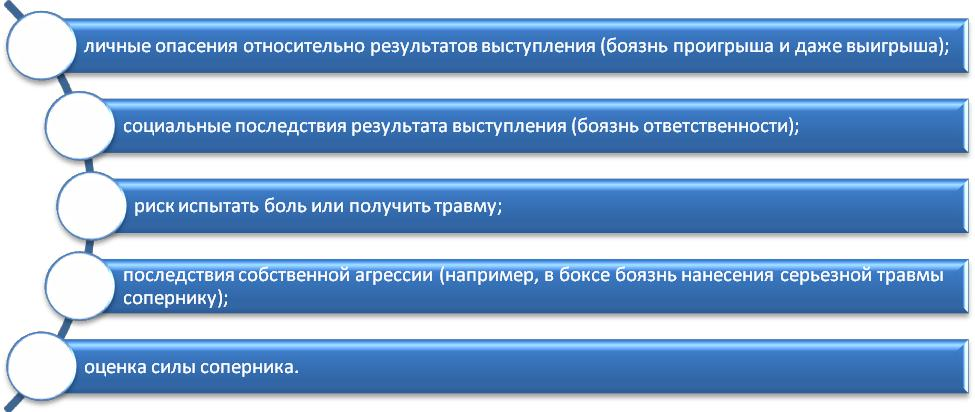 личные опасения относительно результатов выступления (боязнь проигрыша и даже выигрыша);
социальные последствия результата выступления (боязнь ответственности);
риск испытать боль или получить травму;
последствия собственной агрессии (например, в боксе боязнь нанесения серьезной травмы
сопернику);
оценка силы соперника.